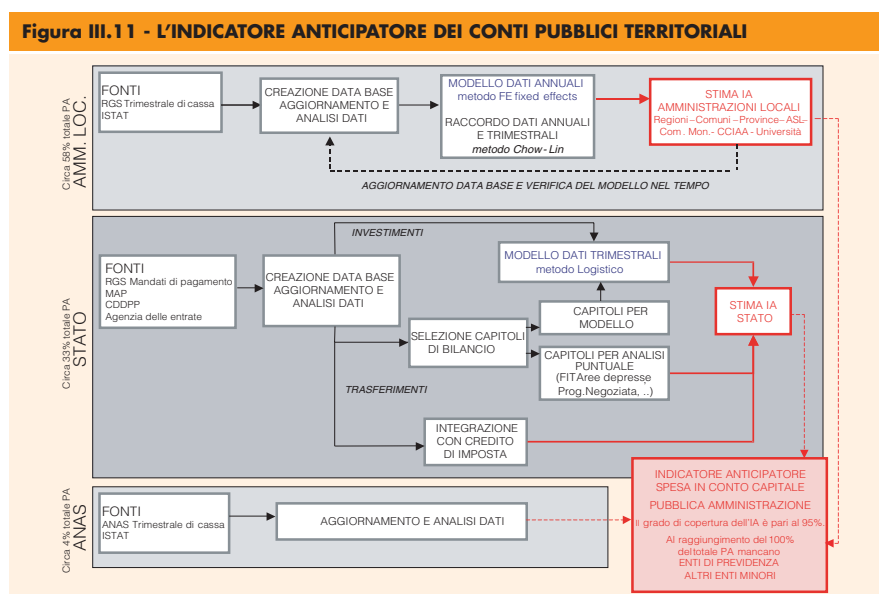 Figura III.11 - L'INDICATORE ANTICIPATORE DEI CONTI PUBBLICI TERRITORIALI
Circa 58% totale PA
AMM. LOC.
FONTI
RGS Trimestrale di cassa
ISTAT
CREAZIONE DATA BASE
AGGIORNAMENTO E
ANALISI DATI
MODELLO DATI ANNUALI
metodo FE fixed effects
RACCORDO DATI ANNUALI
E TRIMESTRALI
metodo Chow-Lin
STIMA IA
AMMINISTRAZIONI LOCALI
Regioni-Comuni-Province-ASL-
Com. Mon.- CCIAA - Università
AGGIORNAMENTO DATA BASE E VERIFICA DEL MODELLO NEL TEMPO
Circa 33% totale PA
STATO
FONTI
RGS Mandati di pagamento
MAP
CDDPP
Agenzia delle entrate
CREAZIONE DATA BASE
AGGIORNAMENTO E
ANALISI DATI
INVESTIMENTI
MODELLO DATI TRIMESTRALI
metodo Logistico
SELEZIONE CAPITOLI
DI BILANCIO
CAPITOLI PER
MODELLO
CAPITOLI PER ANALISI
PUNTUALE
(FITAree depresse,
Prog.Negoziata, ..)
TRASFERIMENTI
INTEGRAZIONE
CON CREDITO
DI IMPOSTA
STIMA IA
STATO
Circa 4% totale PA
ANAS
FONTI
ANAS Trimestrale di cassa
ISTAT
AGGIORNAMENTO E ANALISI DATI
INDICATORE ANTICIPATORE
SPESA IN CONTO CAPITALE
PUBBLICA AMMINISTRAZIONE
Il grado di copertura dell'IA è pari al 95%.
Al raggiungimento del 100%
deltotale PA mancano
ENTI DI PREVIDENZA
ALTRI ENTI MINORI